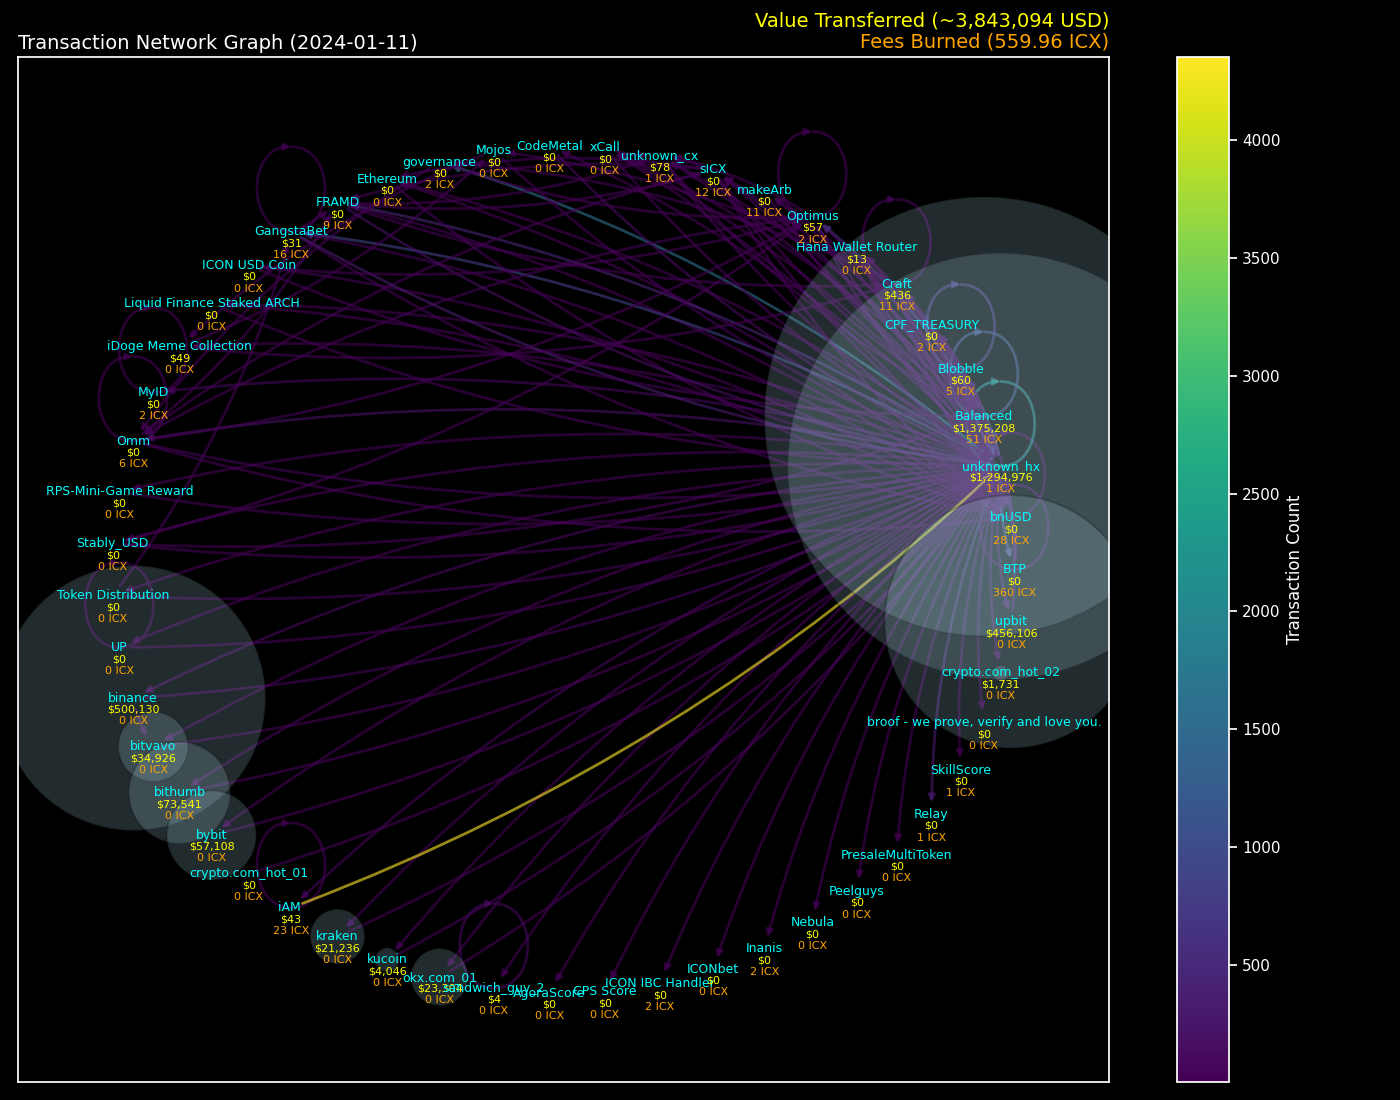 Value Transferred (~3,843,094 USD)
Transaction Network Graph (2024-01-11)
Fees Burned (559.96 ICX)
Mojos
$0
0 ICX
CodeMetal
$0
0 ICX
xCall
$0
0 ICX
unknown_cx
$78
1 ICX
governance
$0
2 ICX
sICX
$0
12 ICX
Ethereum
$0
0 ICX
makeArb
$0
11 ICX
FRAMD
$0
9 ICX
Optimus
$57
2 ICX
GangstaBet
$31
16 ICX
Hana Wallet Router
$13
0 ICX
ICON USD Coin
$0
0 ICX
Craft
$436
11 ICX
Liquid Finance Staked ARCH
$0
0 ICX
CPF_TREASURY
$0
2 ICX
iDoge Meme Collection
$49
0 ICX
Blobble
$60
5 ICX
MyID
$0
2 ICX
Balanced
$1,375,208
51 ICX
Omm
$0
6 ICX
unknown_hx
$1,294,976
1 ICX
RPS-Mini-Game Reward
$0
0 ICX
bnUSD
$0
28 ICX
Stably_USD
$0
0 ICX
BTP
$0
360 ICX
Token Distribution
$0
0 ICX
upbit
$456,106
0 ICX
UP
$0
0 ICX
crypto.com_hot_02
$1,731
0 ICX
binance
$500,130
0 ICX
broof - we prove, verify and love you.
$0
0 ICX
bitvavo
$34,926
0 ICX
SkillScore
$0
1 ICX
bithumb
$73,541
0 ICX
Relay
$0
1 ICX
bybit
$57,108
0 ICX
PresaleMultiToken
$0
0 ICX
crypto.com_hot_01
$0
0 ICX
Peelguys
$0
0 ICX
iAM
$43
23 ICX
Nebula
$0
0 ICX
kraken
$21,236
0 ICX
Inanis
$0
2 ICX
kucoin
$4,046
0 ICX
ICONbet
$0
0 ICX
okx.com_01
0 ICX
ICON IBC Handler
$0
2 ICX
sandwich_guy_2
$4
0 ICX
AgoraScore
$0
0 ICX
CPS Score
$0
0 ICX
4000
3500
3000
2500
2000
1500
1000
500
Transaction Count